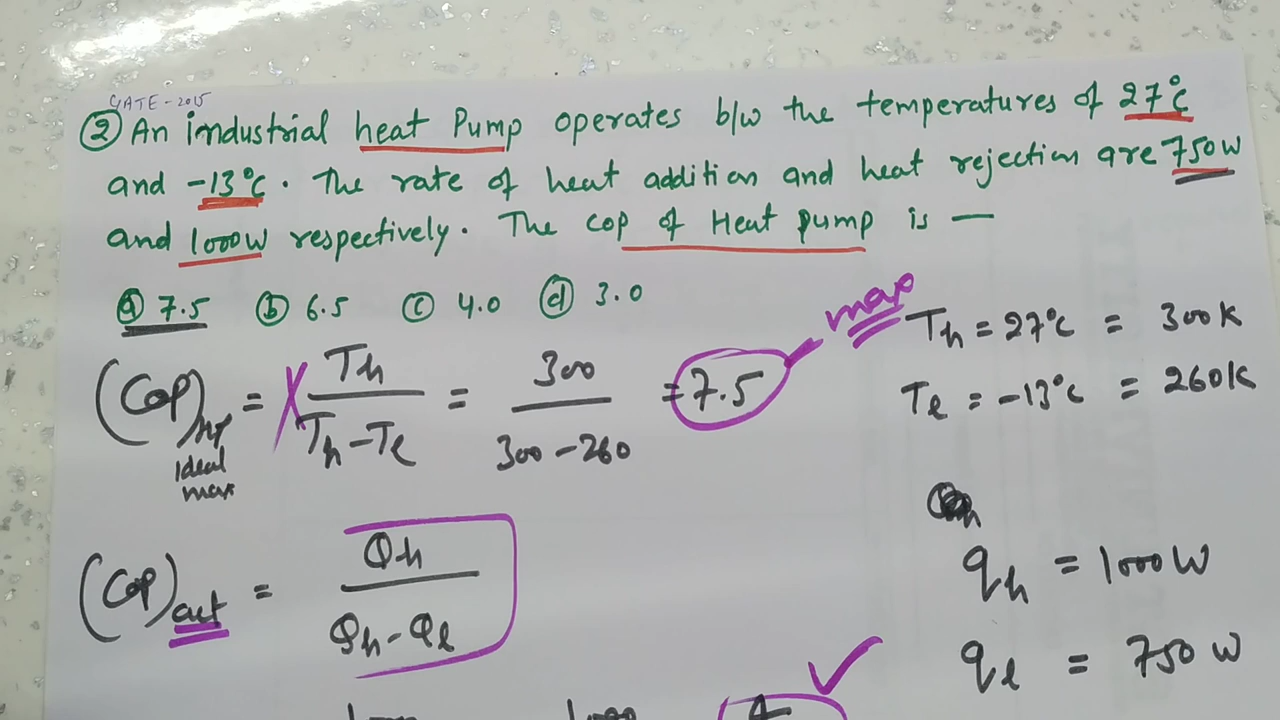 GATE-2015
② An industrial heat Pump operates b/w the temperatures of 27°C
and -13°C. The rate of heat addition and heat rejection are 750W
and 1000W respectively. The cop of Heat pump is —
ⓐ 7.5 ⓑ 6.5 ⓒ 4.0 ⓓ 3.0
max
Th = 27°C = 300K
Tl = -13°C = 260K
(COP)HP = Th / Th-Tl = 300 / 300-260 = 7.5
Ideal
max
qh = 1000W
(COP)act = Qh / Qh-Ql
ql = 750W